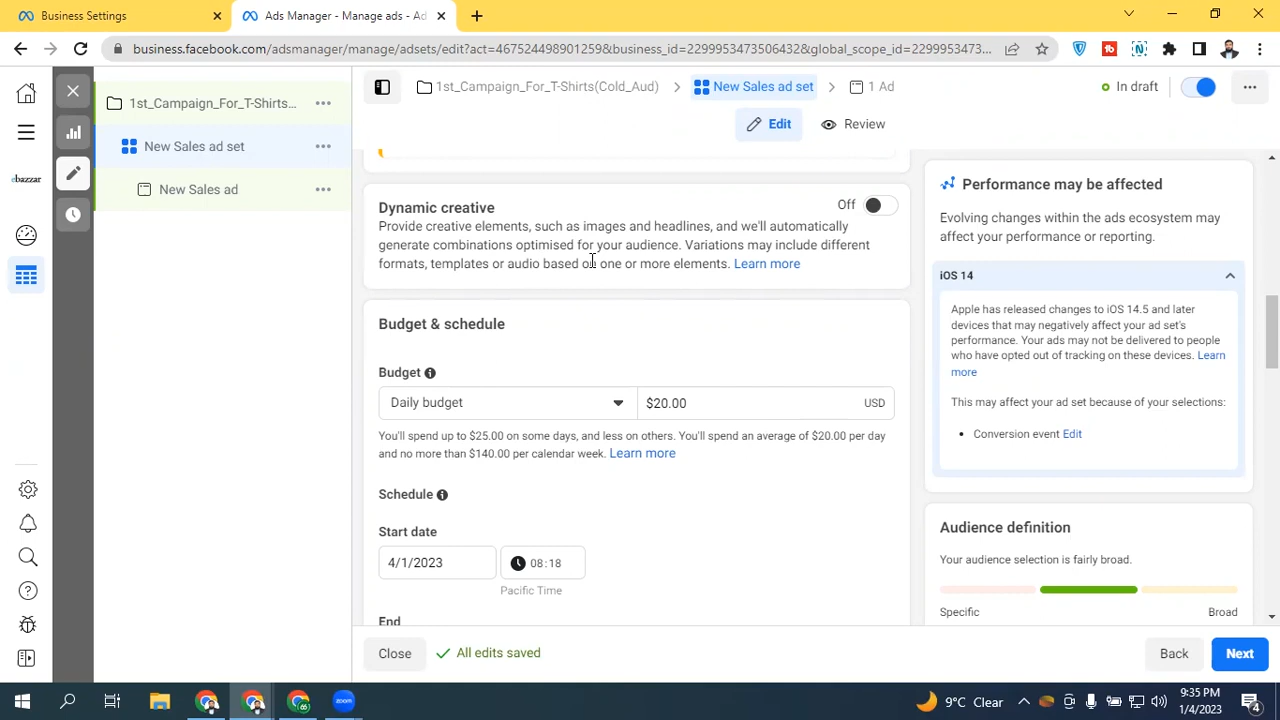 Business Settings
Ads Manager - Manage ads - Ad
business.facebook.com/adsmanager/manage/adsets/edit?act=467524498901259&business_id=2299953473506432&global_scope_id=2299953473...
ebazzar
1st_Campaign_For_T-Shirts...
New Sales ad set
New Sales ad
1st_Campaign_For_T-Shirts(Cold_Aud)
New Sales ad set
1 Ad
In draft
Edit
Review
Dynamic creative
Off
Provide creative elements, such as images and headlines, and we'll automatically
generate combinations optimised for your audience. Variations may include different
formats, templates or audio based on one or more elements. Learn more
Budget & schedule
Budget
Daily budget
$20.00
USD
You'll spend up to $25.00 on some days, and less on others. You'll spend an average of $20.00 per day
and no more than $140.00 per calendar week. Learn more
Schedule
Start date
4/1/2023
08:18
Pacific Time
End
Performance may be affected
Evolving changes within the ads ecosystem may
affect your performance or reporting.
iOS 14
Apple has released changes to iOS 14.5 and later
devices that may negatively affect your ad set's
performance. Your ads may not be delivered to people
who have opted out of tracking on these devices. Learn
more
This may affect your ad set because of your selections:
Conversion event Edit
Audience definition
Your audience selection is fairly broad.
Specific
Broad
Close
All edits saved
Back
Next
zoom
9°C Clear
9:35 PM
1/4/2023
4